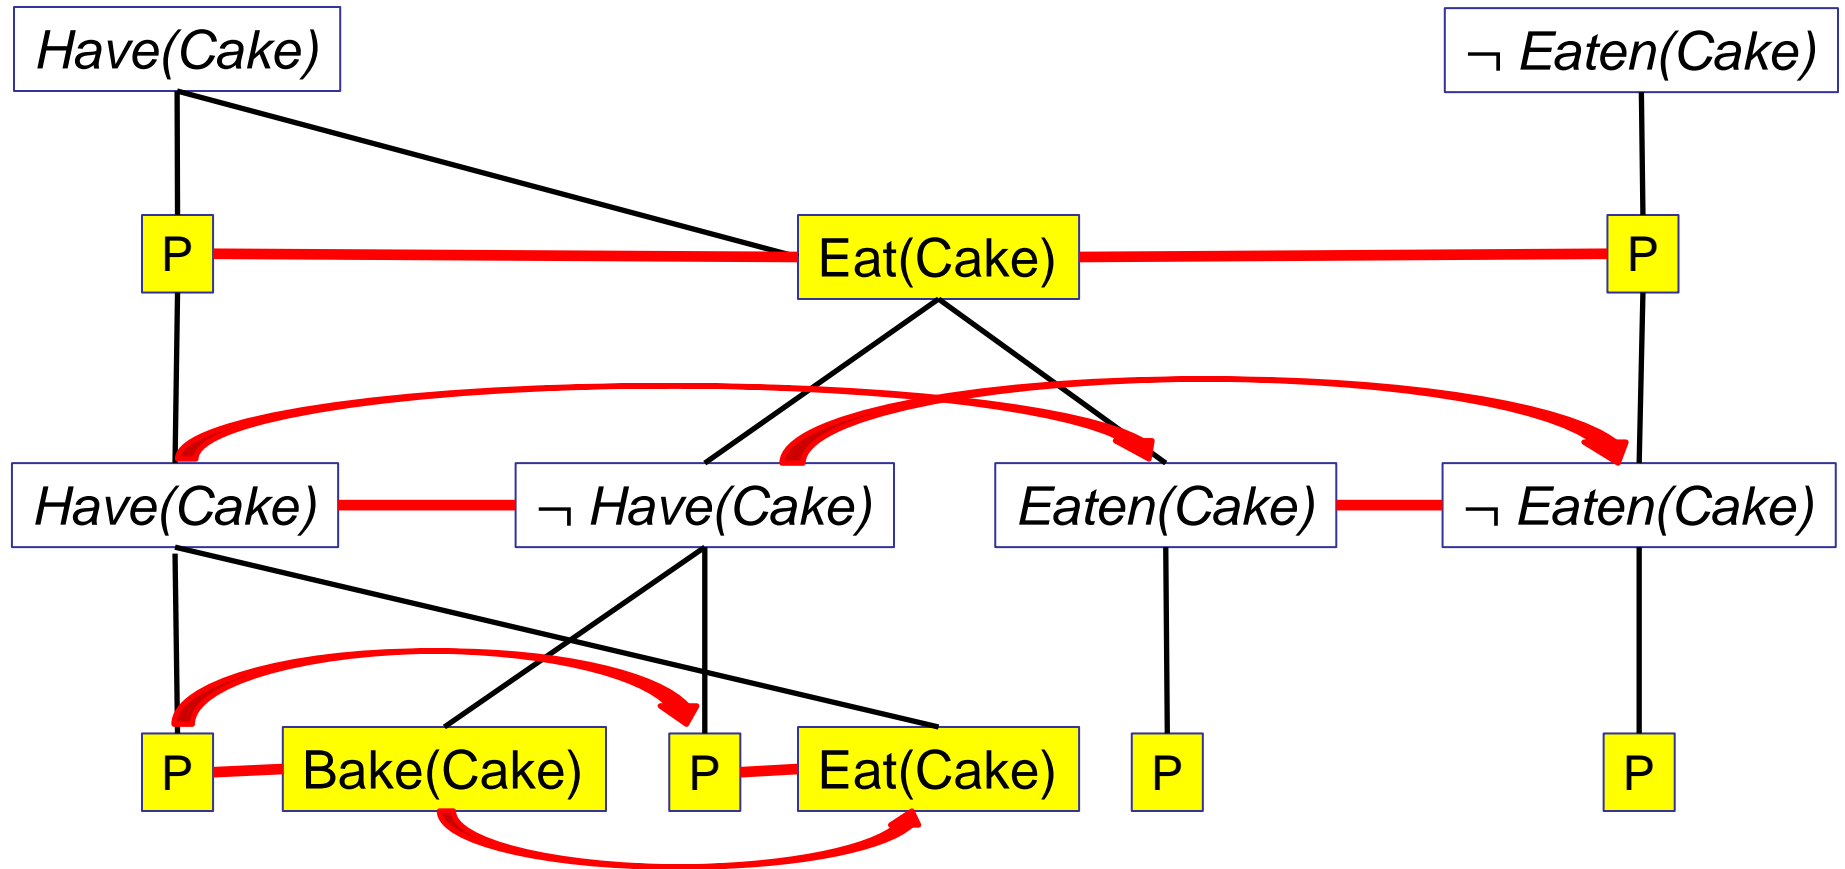 Have(Cake)
¬ Eaten(Cake)
P
Eat(Cake)
P
Have(Cake)
¬ Have(Cake)
Eaten(Cake)
¬ Eaten(Cake)
P
Bake(Cake)
P
Eat(Cake)
P
P